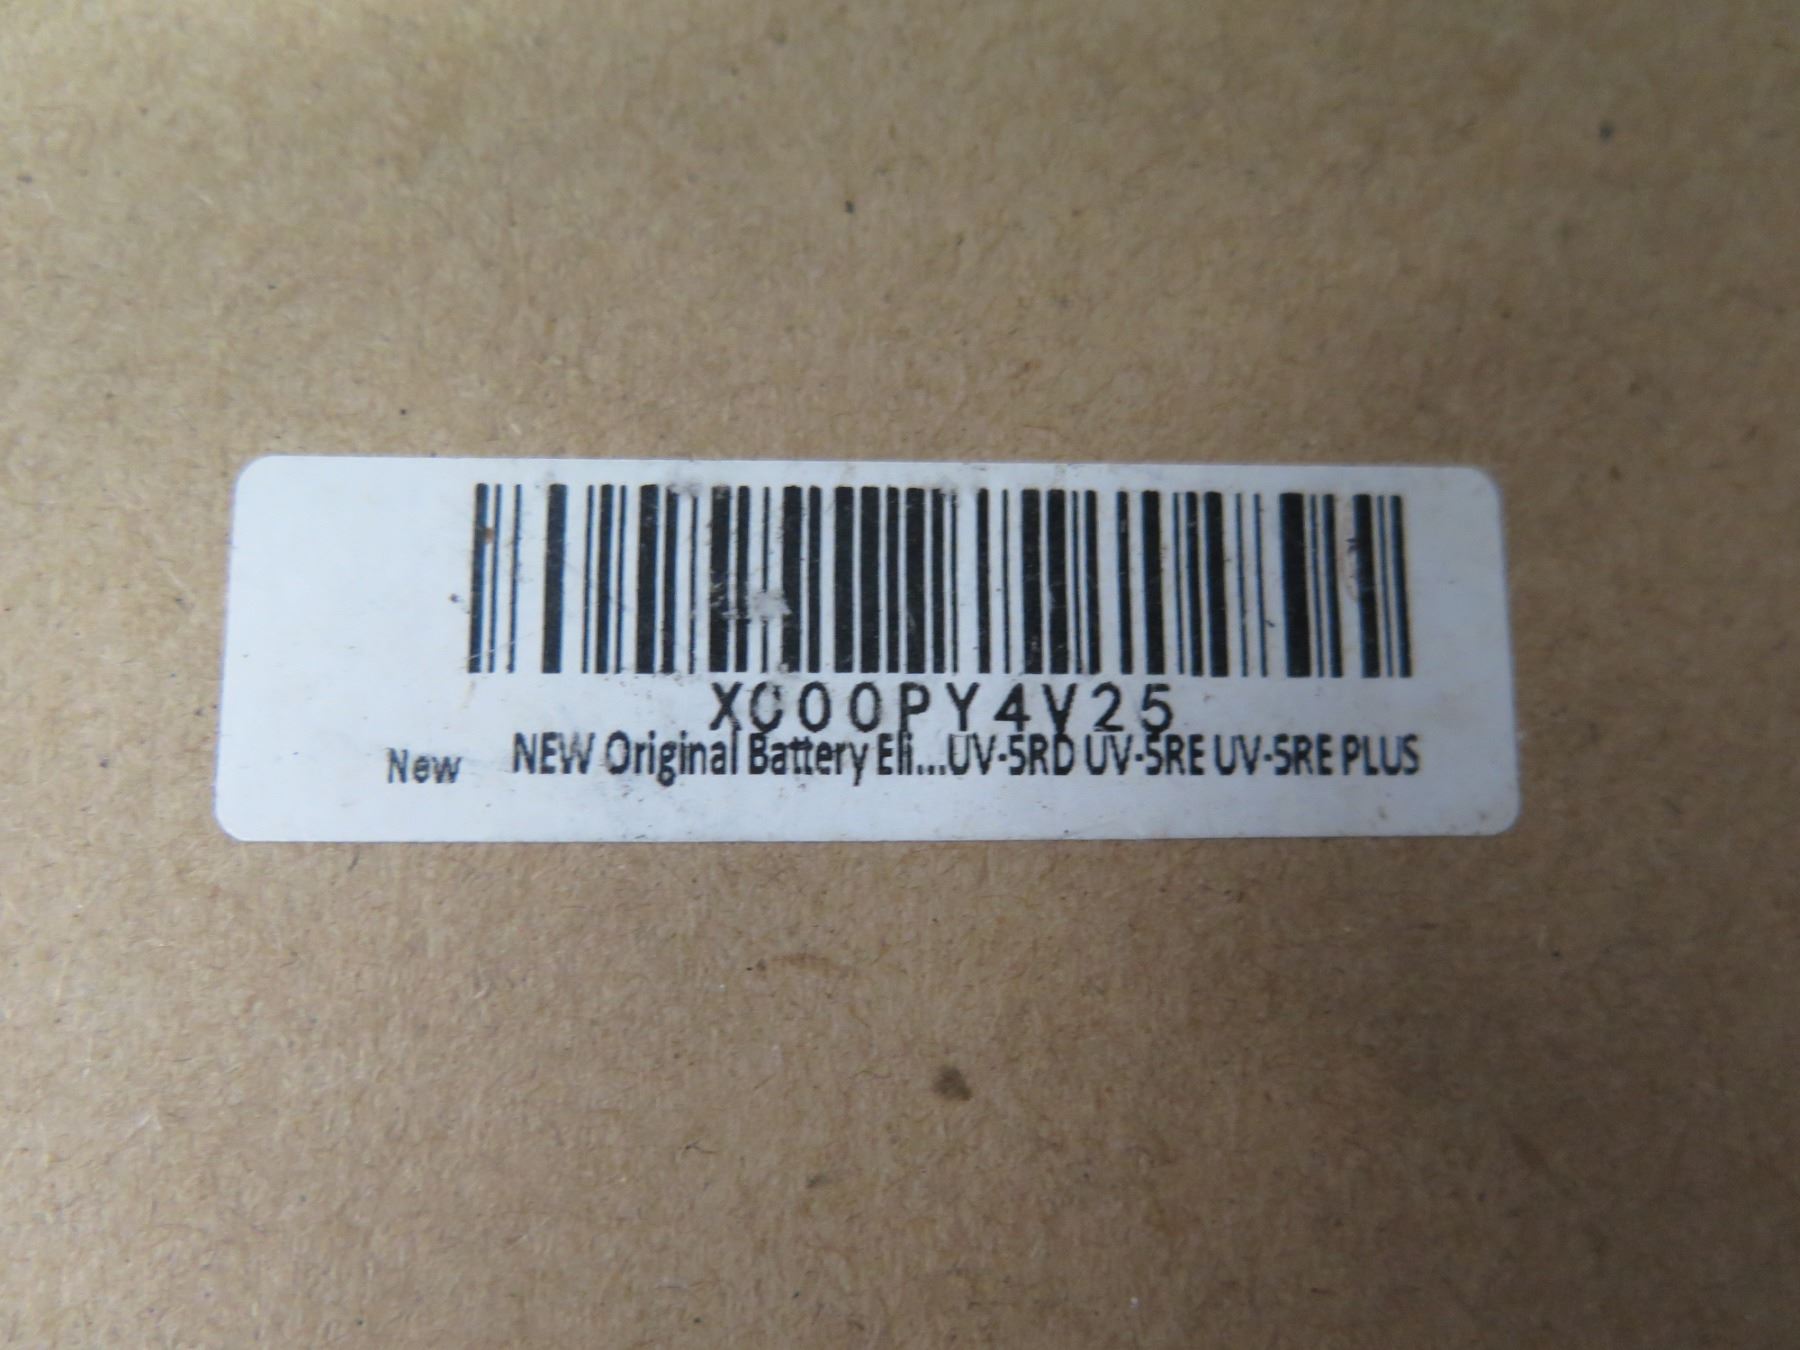 XC00PY4V25
New NEW Original Battery Eli...UV-5RD UV-5RE UV-5RE PLUS